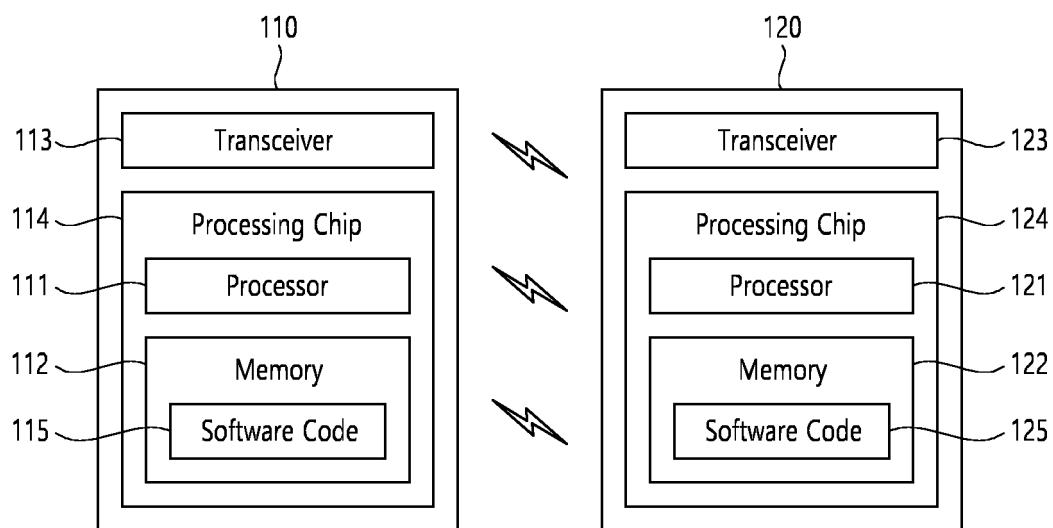 110
120
113
Transceiver
Transceiver
123
114
Processing Chip
Processing Chip
124
111
Processor
Processor
121
112
Memory
Memory
122
115
Software Code
Software Code
125